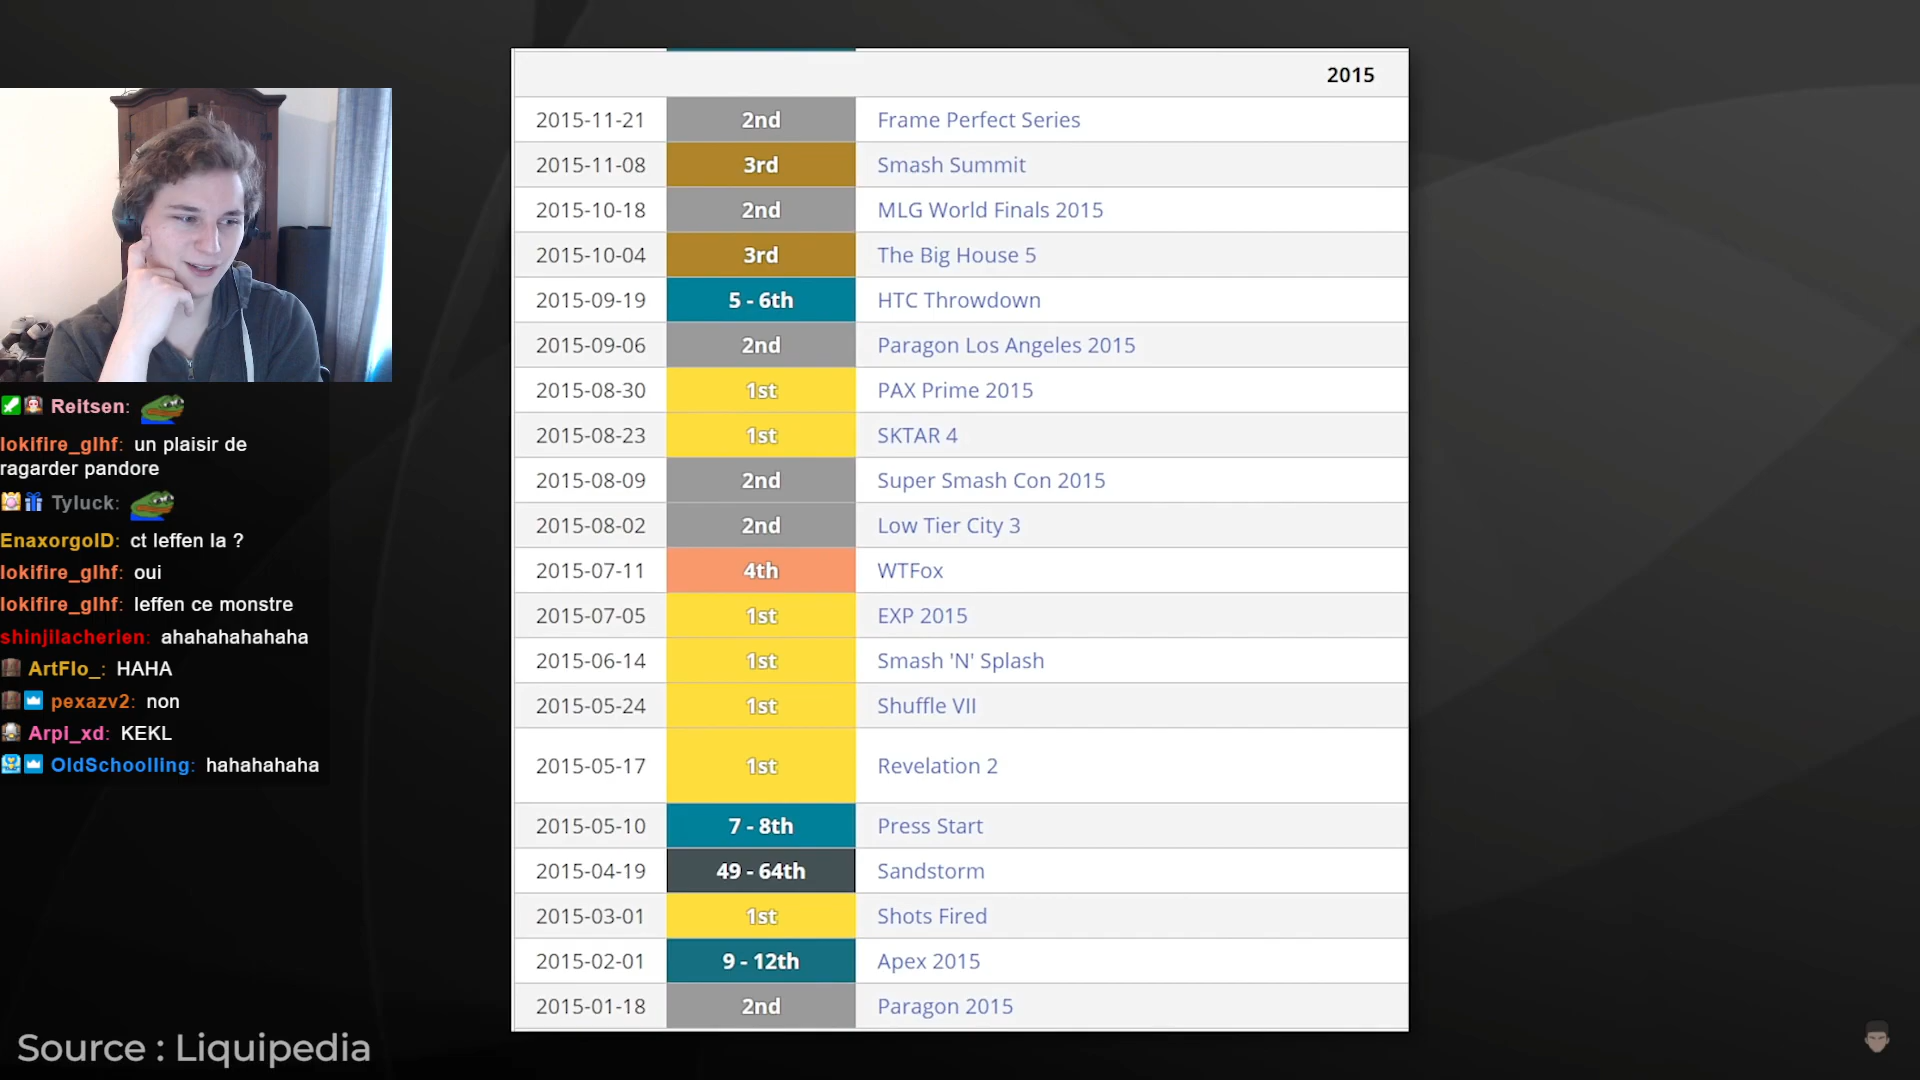 2015
2015-11-21 2nd Frame Perfect Series
2015-11-08 3rd Smash Summit
2015-10-18 2nd MLG World Finals 2015
2015-10-04 3rd The Big House 5
2015-09-19 5 - 6th HTC Throwdown
2015-09-06 2nd Paragon Los Angeles 2015
2015-08-30 1st PAX Prime 2015
2015-08-23 1st SKTAR 4
2015-08-09 2nd Super Smash Con 2015
2015-08-02 2nd Low Tier City 3
2015-07-11 4th WTFox
2015-07-05 1st EXP 2015
2015-06-14 1st Smash 'N' Splash
2015-05-24 1st Shuffle VII
2015-05-17 1st Revelation 2
2015-05-10 7 - 8th Press Start
2015-04-19 49 - 64th Sandstorm
2015-03-01 1st Shots Fired
2015-02-01 9 - 12th Apex 2015
2015-01-18 2nd Paragon 2015
Reitsen:
lokifire_glhf: un plaisir de
ragarder pandore
Tyluck:
EnaxorgolD: ct leffen la ?
lokifire_glhf: oui
lokifire_glhf: leffen ce monstre
shinjilacherien: ahahahahahaha
ArtFlo_: HAHA
pexazv2: non
Arpi_xd: KEKL
OldSchoolIng: hahahahaha
Source : Liquipedia